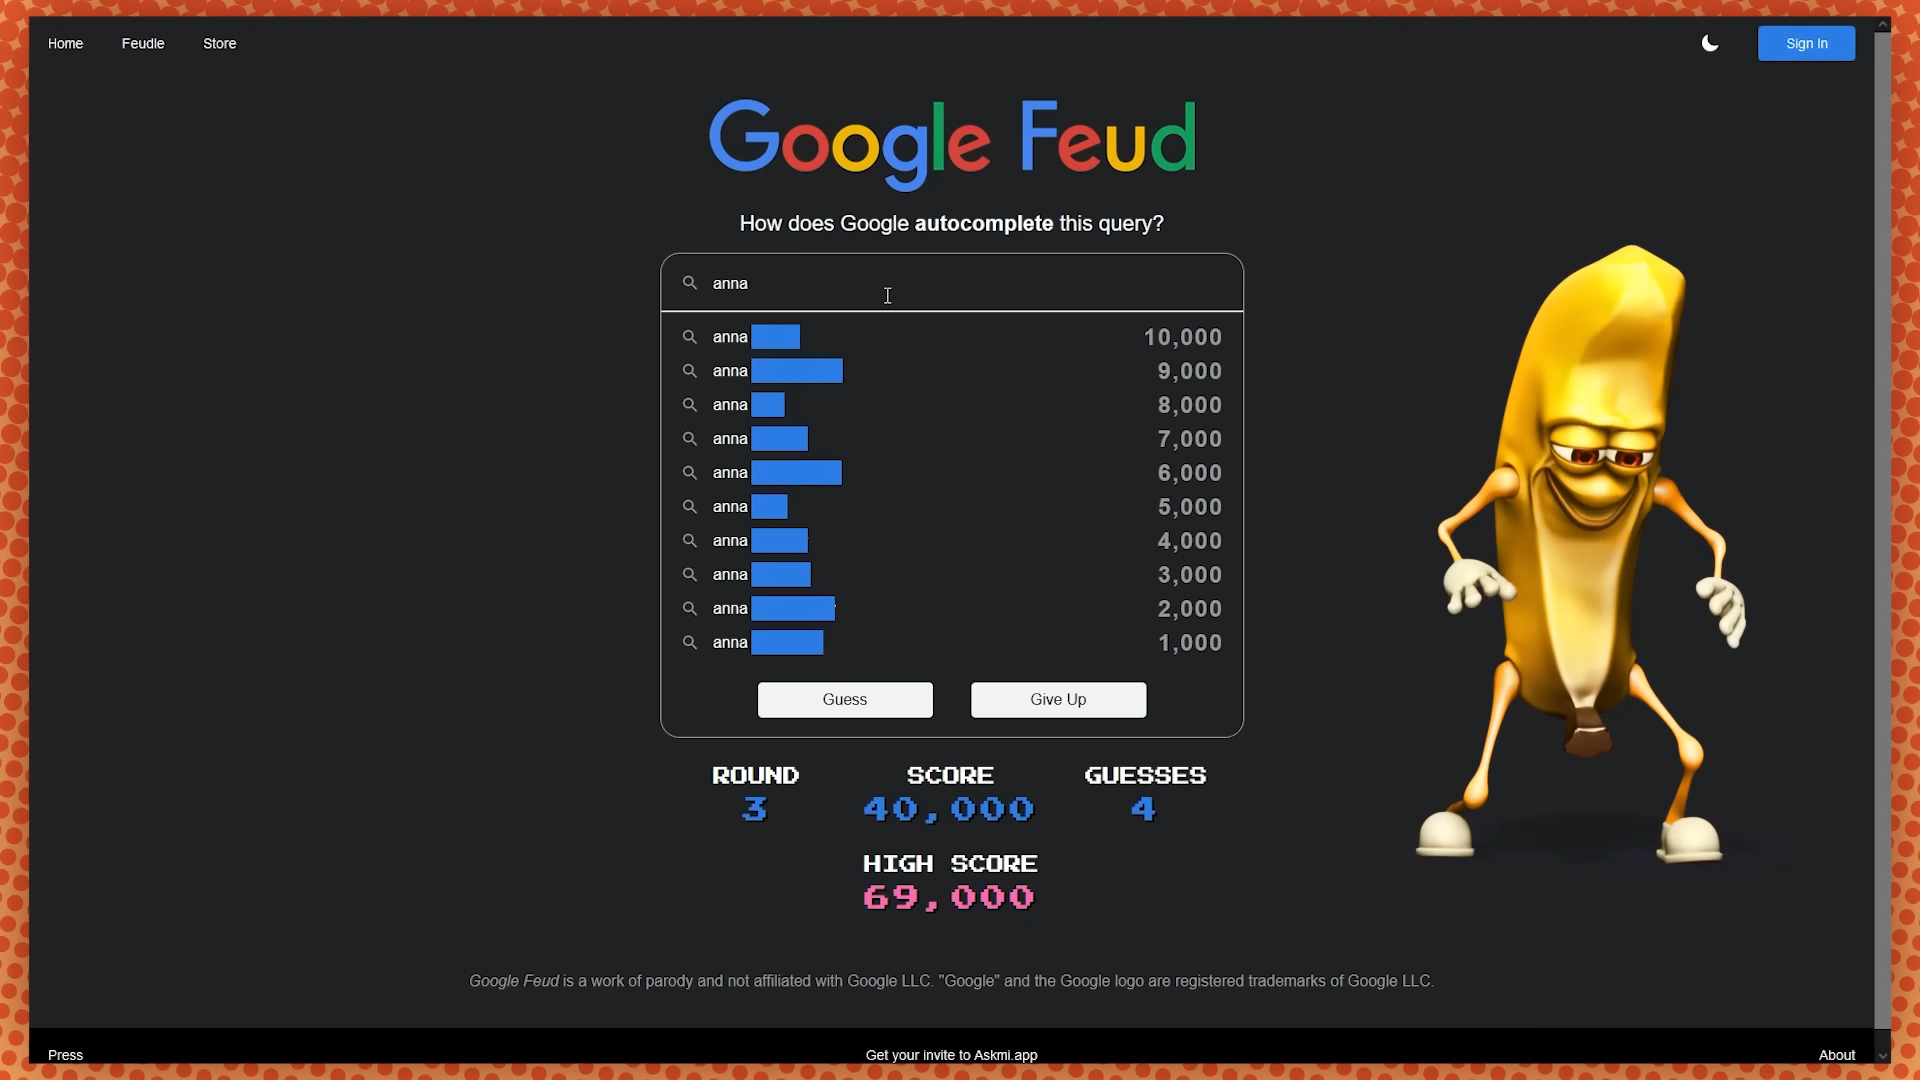 Home Feudle Store Sign In
Google Feud
How does Google autocomplete this query?
anna
anna 10,000
anna 9,000
anna 8,000
anna 7,000
anna 6,000
anna 5,000
anna 4,000
anna 3,000
anna 2,000
anna 1,000
Guess Give Up
ROUND SCORE GUESSES
3 40,000 4
HIGH SCORE
69,000
Google Feud is a work of parody and not affiliated with Google LLC. "Google" and the Google logo are registered trademarks of Google LLC.
Press Get your invite to Askmi.app About